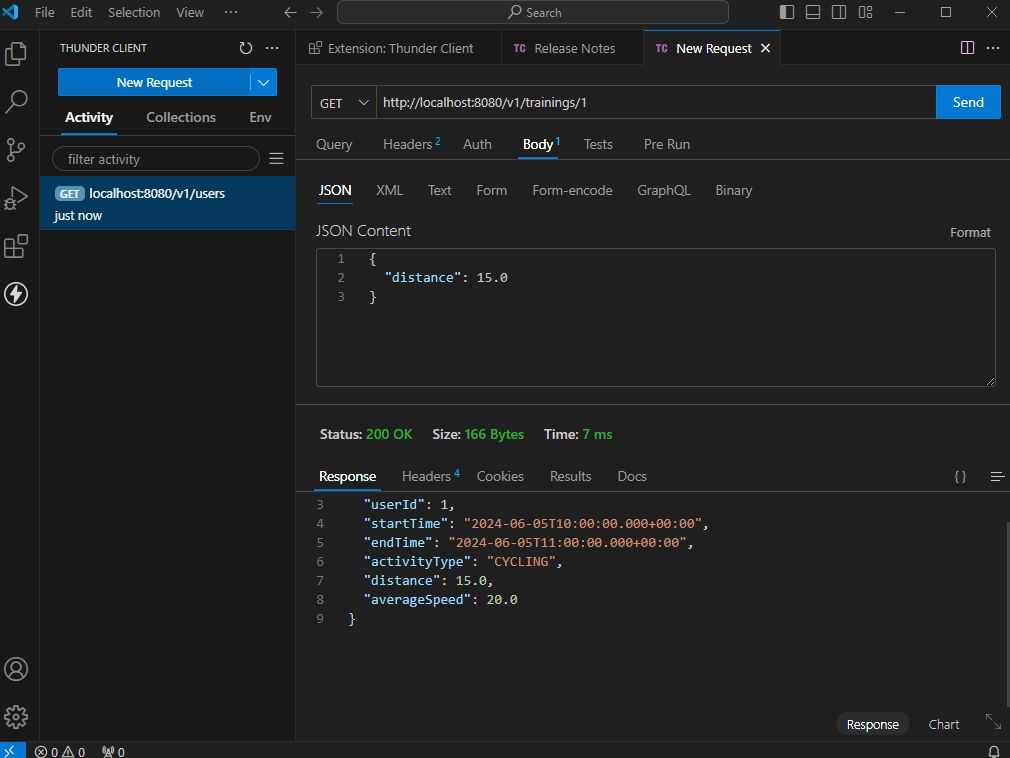 File Edit Selection View ··· Search
THUNDER CLIENT ···
New Request
Activity Collections Env
filter activity
GET localhost:8080/v1/users
just now
Extension: Thunder Client TC Release Notes TC New Request ···
GET http://localhost:8080/v1/trainings/1 Send
Query Headers 2 Auth Body 1 Tests Pre Run
JSON XML Text Form Form-encode GraphQL Binary
JSON Content Format
1 {
2 "distance": 15.0
3 }
Status: 200 OK Size: 166 Bytes Time: 7 ms
Response Headers 4 Cookies Results Docs { }
3 "userId": 1,
4 "startTime": "2024-06-05T10:00:00.000+00:00",
5 "endTime": "2024-06-05T11:00:00.000+00:00",
6 "activityType": "CYCLING",
7 "distance": 15.0,
8 "averageSpeed": 20.0
9 }
Response Chart
0 0 0